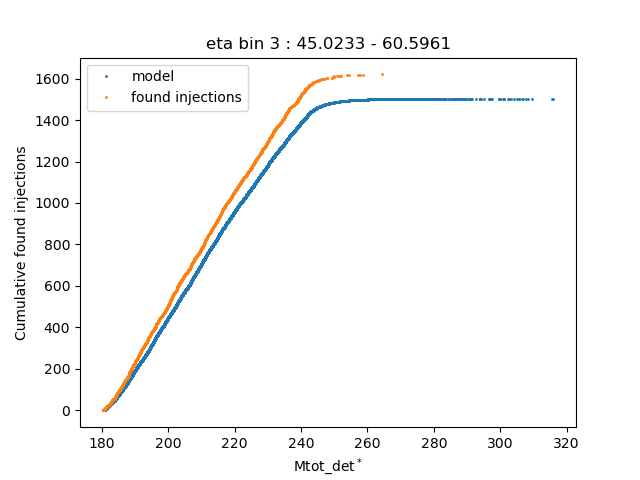 eta bin 3 : 45.0233 - 60.5961
model
found injections
Cumulative found injections
1600
1400
1200
1000
800
600
400
200
0
180 200 220 240 260 280 300 320
Mtot_det*